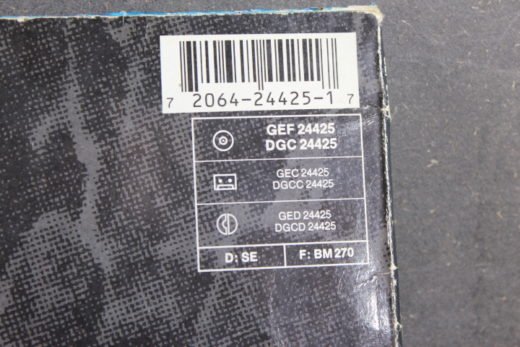 7 2064-24425-1 7
GEF 24425
DGC 24425
GEC 24425
DGCC 24425
GED 24425
DGCD 24425
D: SE F: BM 270